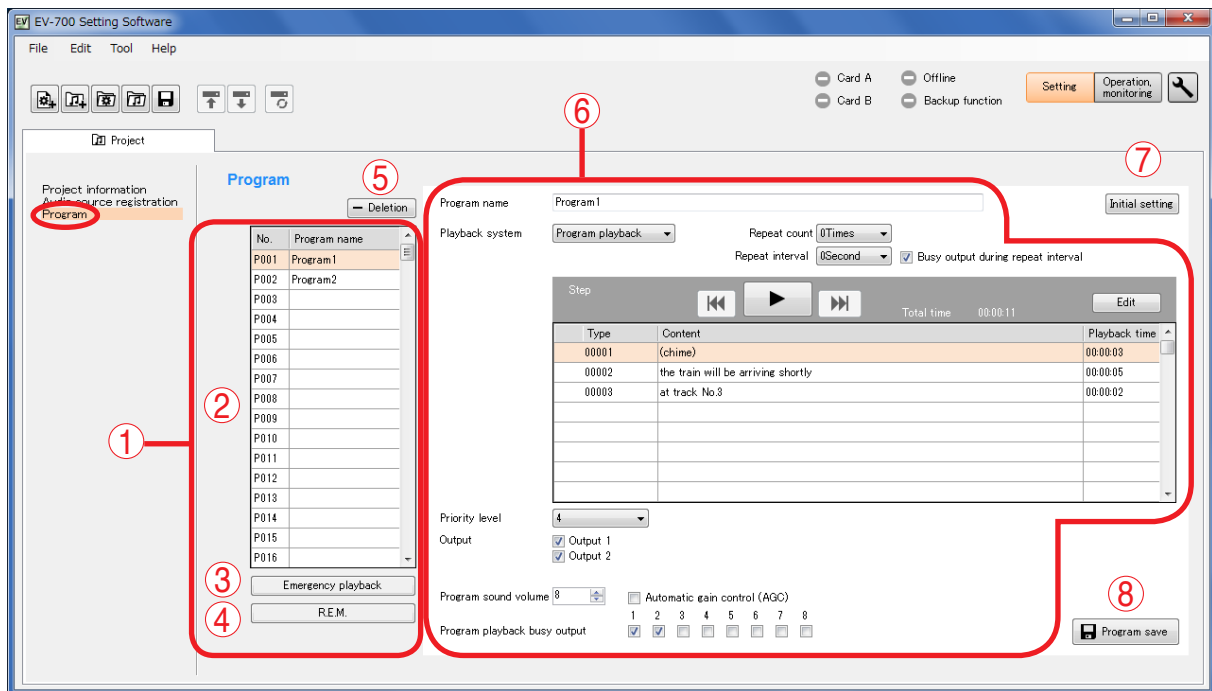 EV EV-700 Setting Software
File Edit Tool Help
Card A Offline
Card B Backup function
Setting
Operation, monitoring
Project
⑥
⑦
Project information
Audio source registration
Program
Program
⑤
− Deletion
No. Program name
P001 Program1
P002 Program2
P003
P004
P005
P006
P007
P008
P009
P010
P011
P012
P013
P014
P015
P016
①
②
③
Emergency playback
④
R.E.M.
Program name Program1
Initial setting
Playback system Program playback Repeat count 0Times
Repeat interval 0Second Busy output during repeat interval
Step
Total time 00:00:11
Edit
Type Content Playback time
00001 (chime) 00:00:03
00002 the train will be arriving shortly 00:00:05
00003 at track No.3 00:00:02
Priority level 4
Output Output 1
Output 2
Program sound volume 8 Automatic gain control (AGC)
1 2 3 4 5 6 7 8
Program playback busy output
⑧
Program save